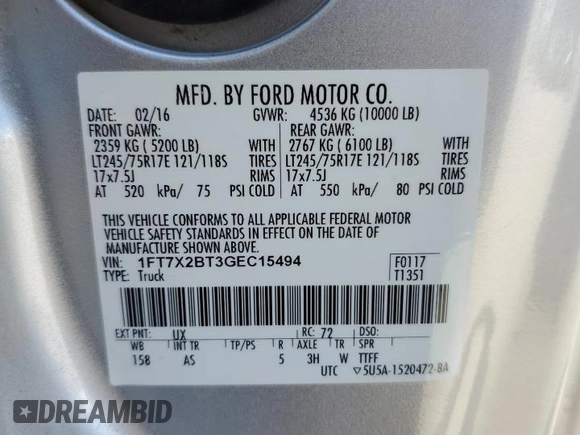 MFD. BY FORD MOTOR CO.
DATE: 02/16 GVWR: 4536 KG (10000 LB)
FRONT GAWR: REAR GAWR:
2359 KG ( 5200 LB) WITH 2767 KG ( 6100 LB) WITH
LT245/75R17E 121/118S TIRES LT245/75R17E 121/118S TIRES
17x7.5J RIMS 17x7.5J RIMS
AT 520 kPa/ 75 PSI COLD AT 550 kPa/ 80 PSI COLD
THIS VEHICLE CONFORMS TO ALL APPLICABLE FEDERAL MOTOR
VEHICLE SAFETY STANDARDS IN EFFECT ON THE DATE OF
MANUFACTURE SHOWN ABOVE.
VIN: 1FT7X2BT3GEC15494 F0117
TYPE: Truck T1351
EXT PNT: UX RC: 72 DSO:
WB INT TR TP/PS R AXLE TR SPR
158 AS 5 3H W TTFF
UTC 5U5A-1520472-BA
DREAMBID